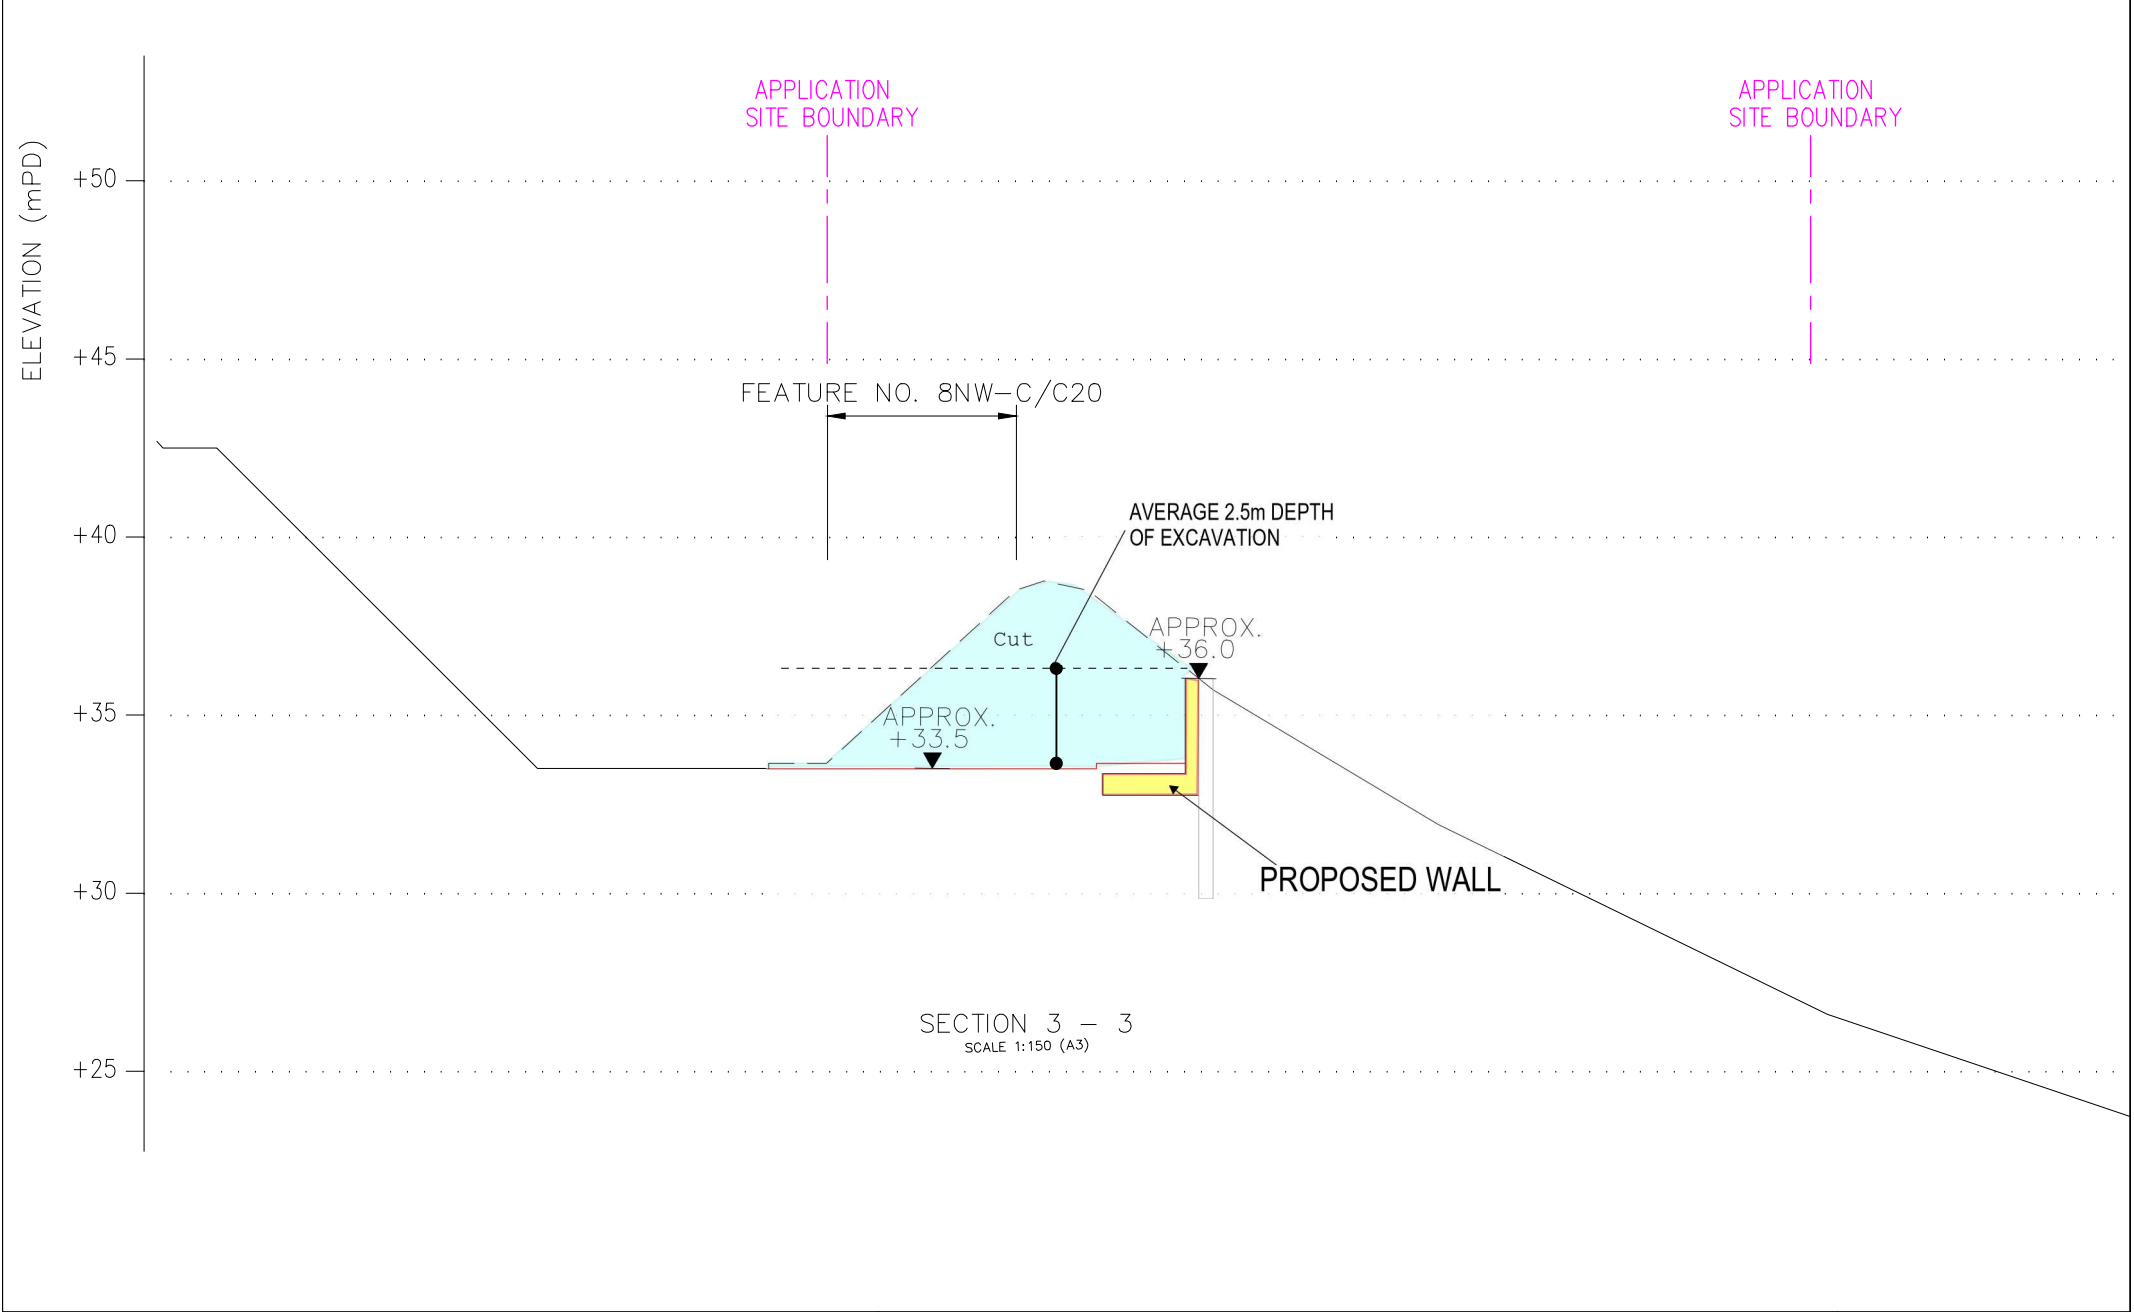 APPLICATION
SITE BOUNDARY
APPLICATION
SITE BOUNDARY
ELEVATION (mPD)
+50
+45
FEATURE NO. 8NW-C/C20
+40
AVERAGE 2.5m DEPTH
OF EXCAVATION
Cut
APPROX.
+36.0
+35
APPROX.
+33.5
PROPOSED WALL
+30
SECTION 3 - 3
SCALE 1:150 (A3)
+25